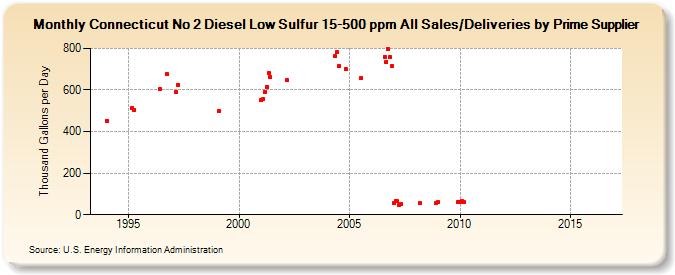 Monthly Connecticut No 2 Diesel Low Sulfur 15-500 ppm All Sales/Deliveries by Prime Supplier
Thousand Gallons per Day
800
600
400
200
0
1995 2000 2005 2010 2015
Source: U.S. Energy Information Administration